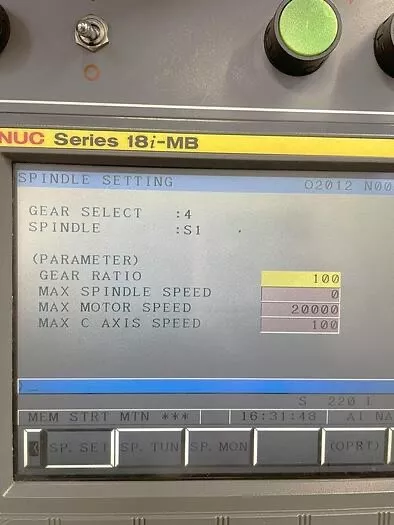 NUC Series 18i-MB
SPINDLE SETTING O2012 N00
GEAR SELECT :4
SPINDLE :S1
(PARAMETER)
GEAR RATIO 100
MAX SPINDLE SPEED 0
MAX MOTOR SPEED 20000
MAX C AXIS SPEED 100
S 220
MEM STRT MTN *** 16:31:48 AI NA
SP. SET SP. TUN SP. MON (OPRT)